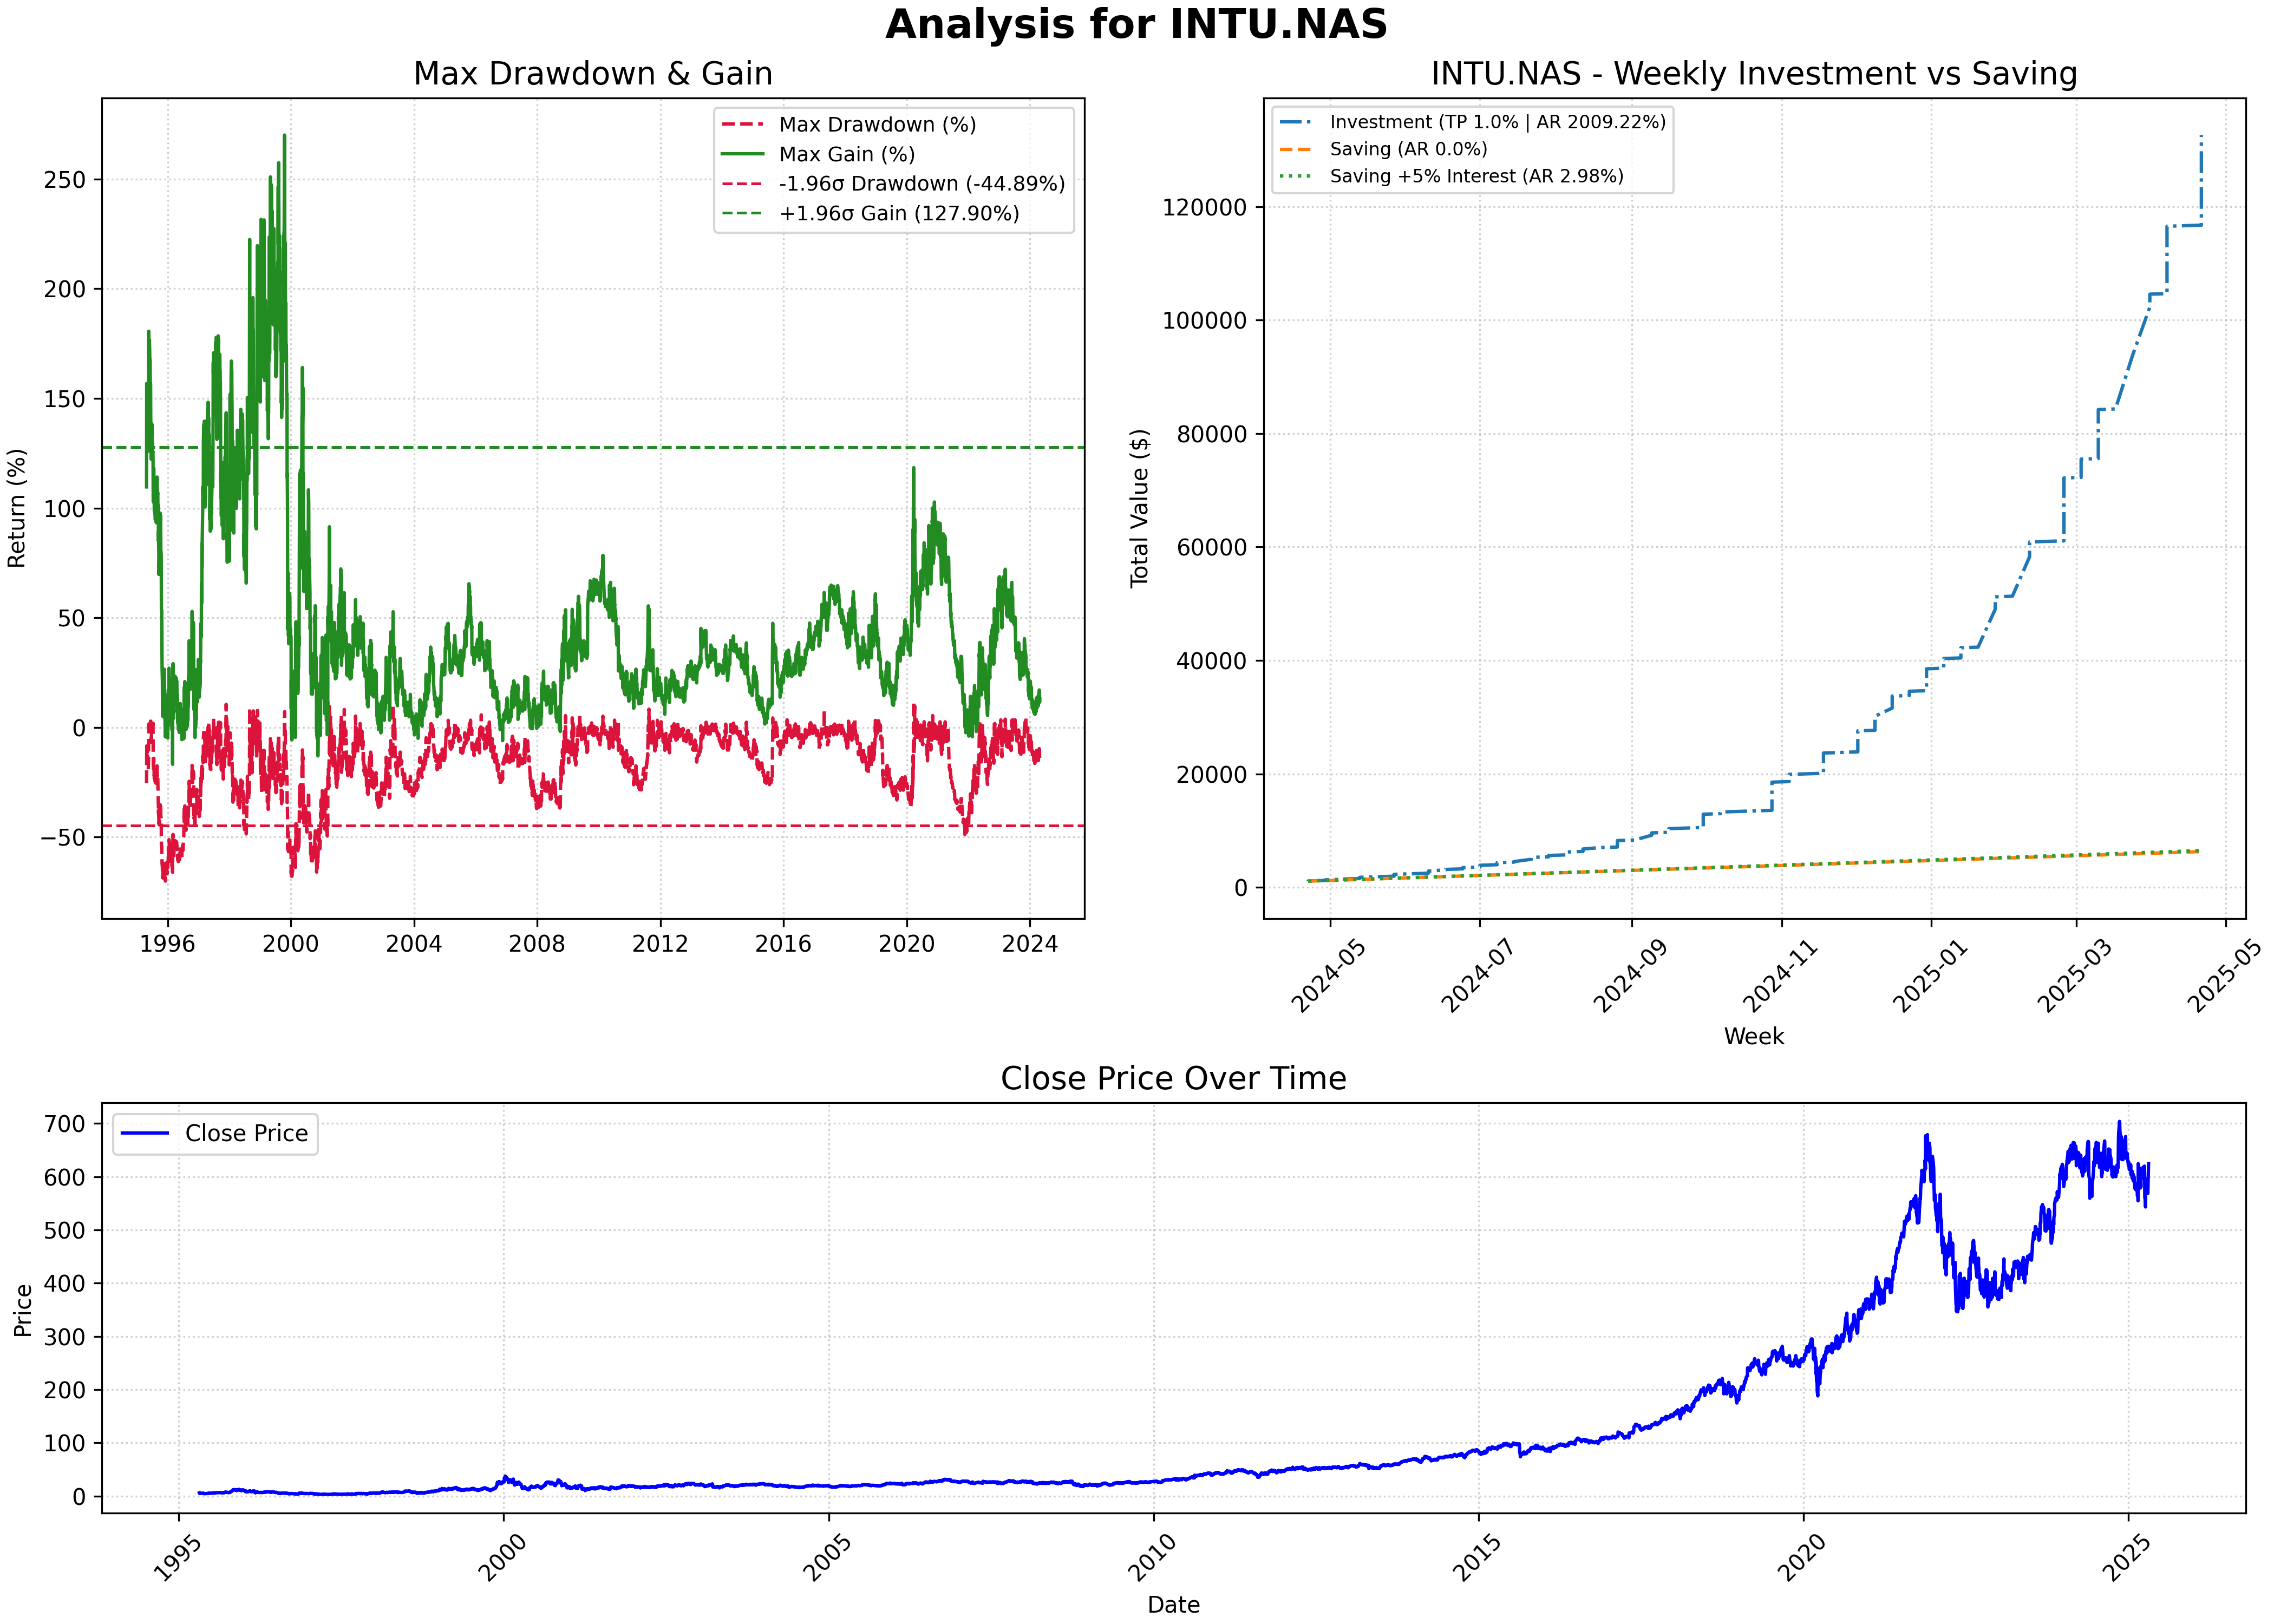 Analysis for INTU.NAS
Max Drawdown & Gain
Return (%)
250
200
150
100
50
0
−50
1996
2000
2004
2008
2012
2016
2020
2024
Max Drawdown (%)
Max Gain (%)
-1.96σ Drawdown (-44.89%)
+1.96σ Gain (127.90%)
INTU.NAS - Weekly Investment vs Saving
Total Value ($)
120000
100000
80000
60000
40000
20000
0
2024-05
2024-07
2024-09
2024-11
2025-01
2025-03
2025-05
Week
Investment (TP 1.0% | AR 2009.22%)
Saving (AR 0.0%)
Saving +5% Interest (AR 2.98%)
Close Price Over Time
Price
700
600
500
400
300
200
100
0
1995
2000
2005
2010
2015
2020
2025
Date
Close Price